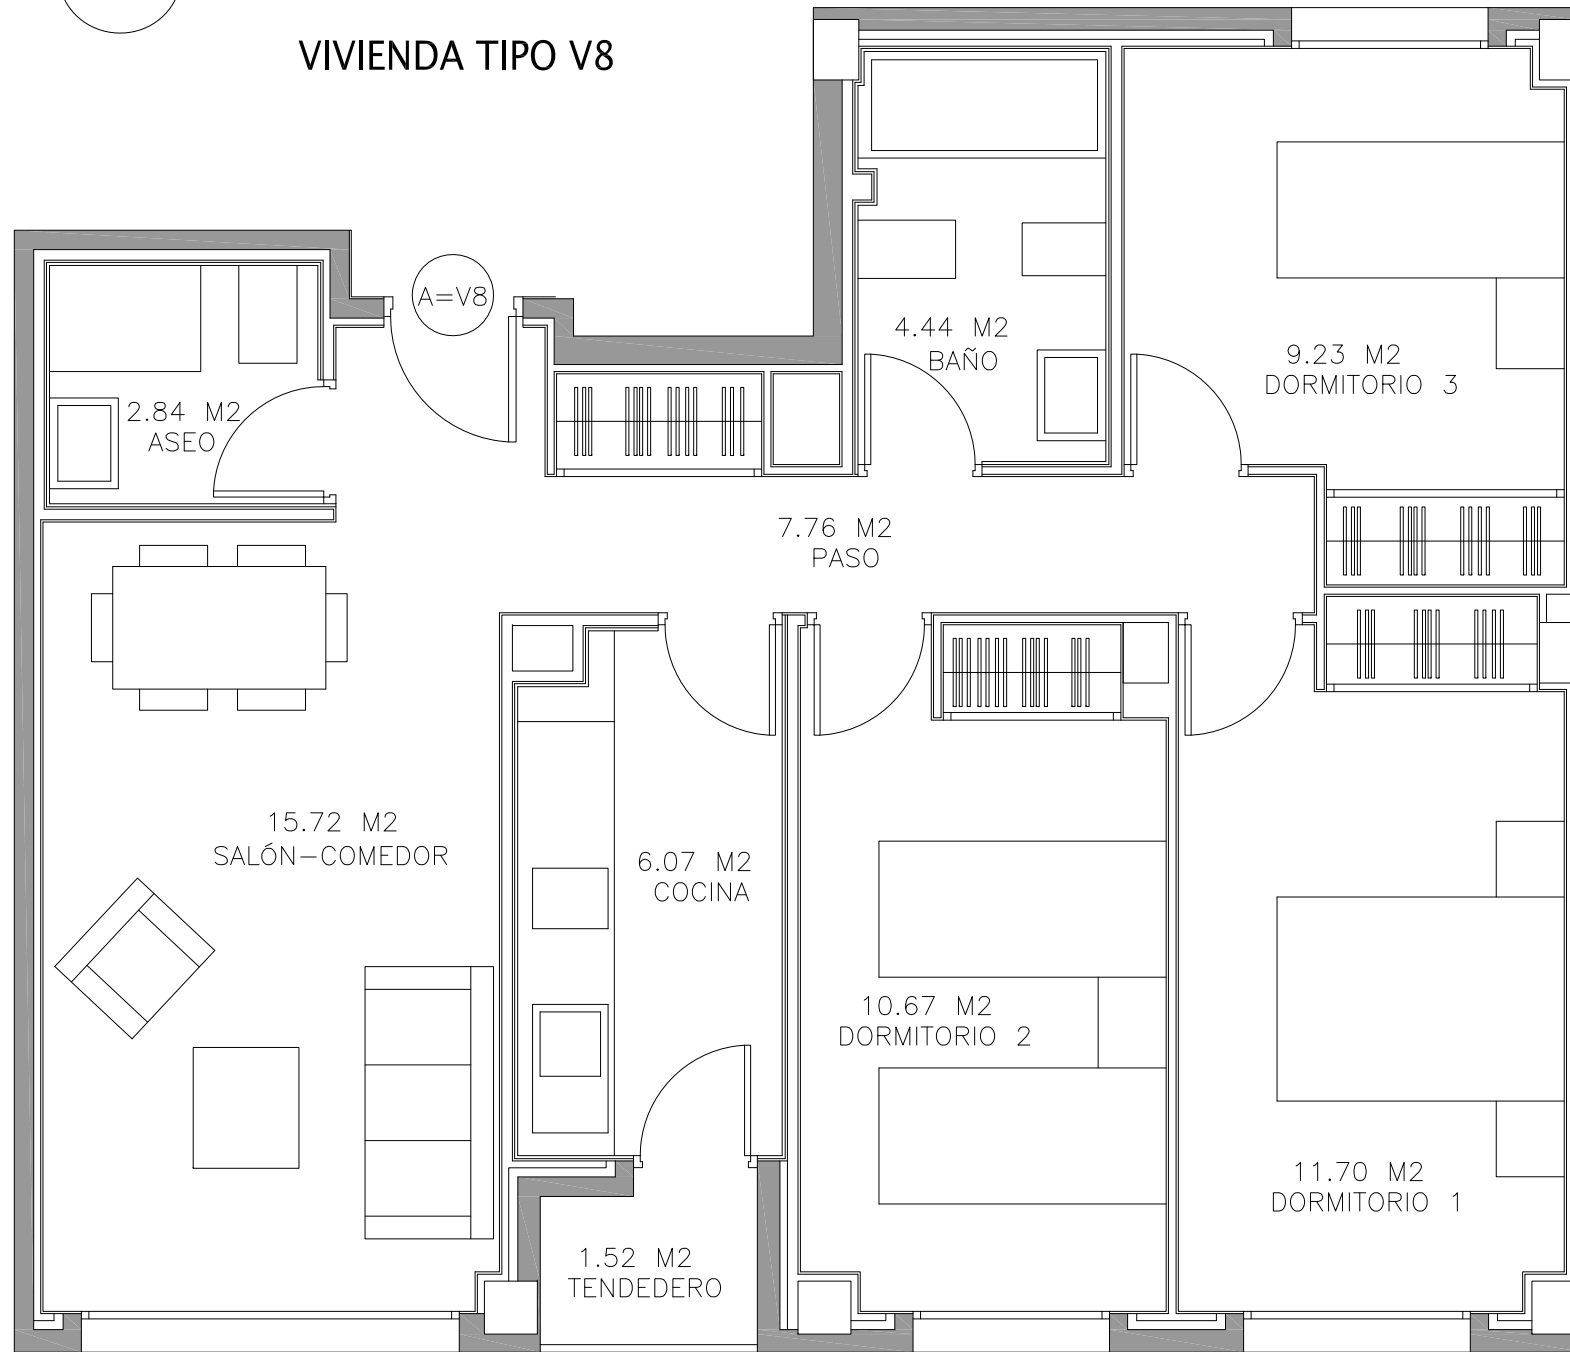 VIVIENDA TIPO V8
A=V8
4.44 M2
BAÑO
9.23 M2
DORMITORIO 3
2.84 M2
ASEO
7.76 M2
PASO
15.72 M2
SALÓN-COMEDOR
6.07 M2
COCINA
10.67 M2
DORMITORIO 2
11.70 M2
DORMITORIO 1
1.52 M2
TENDEDERO